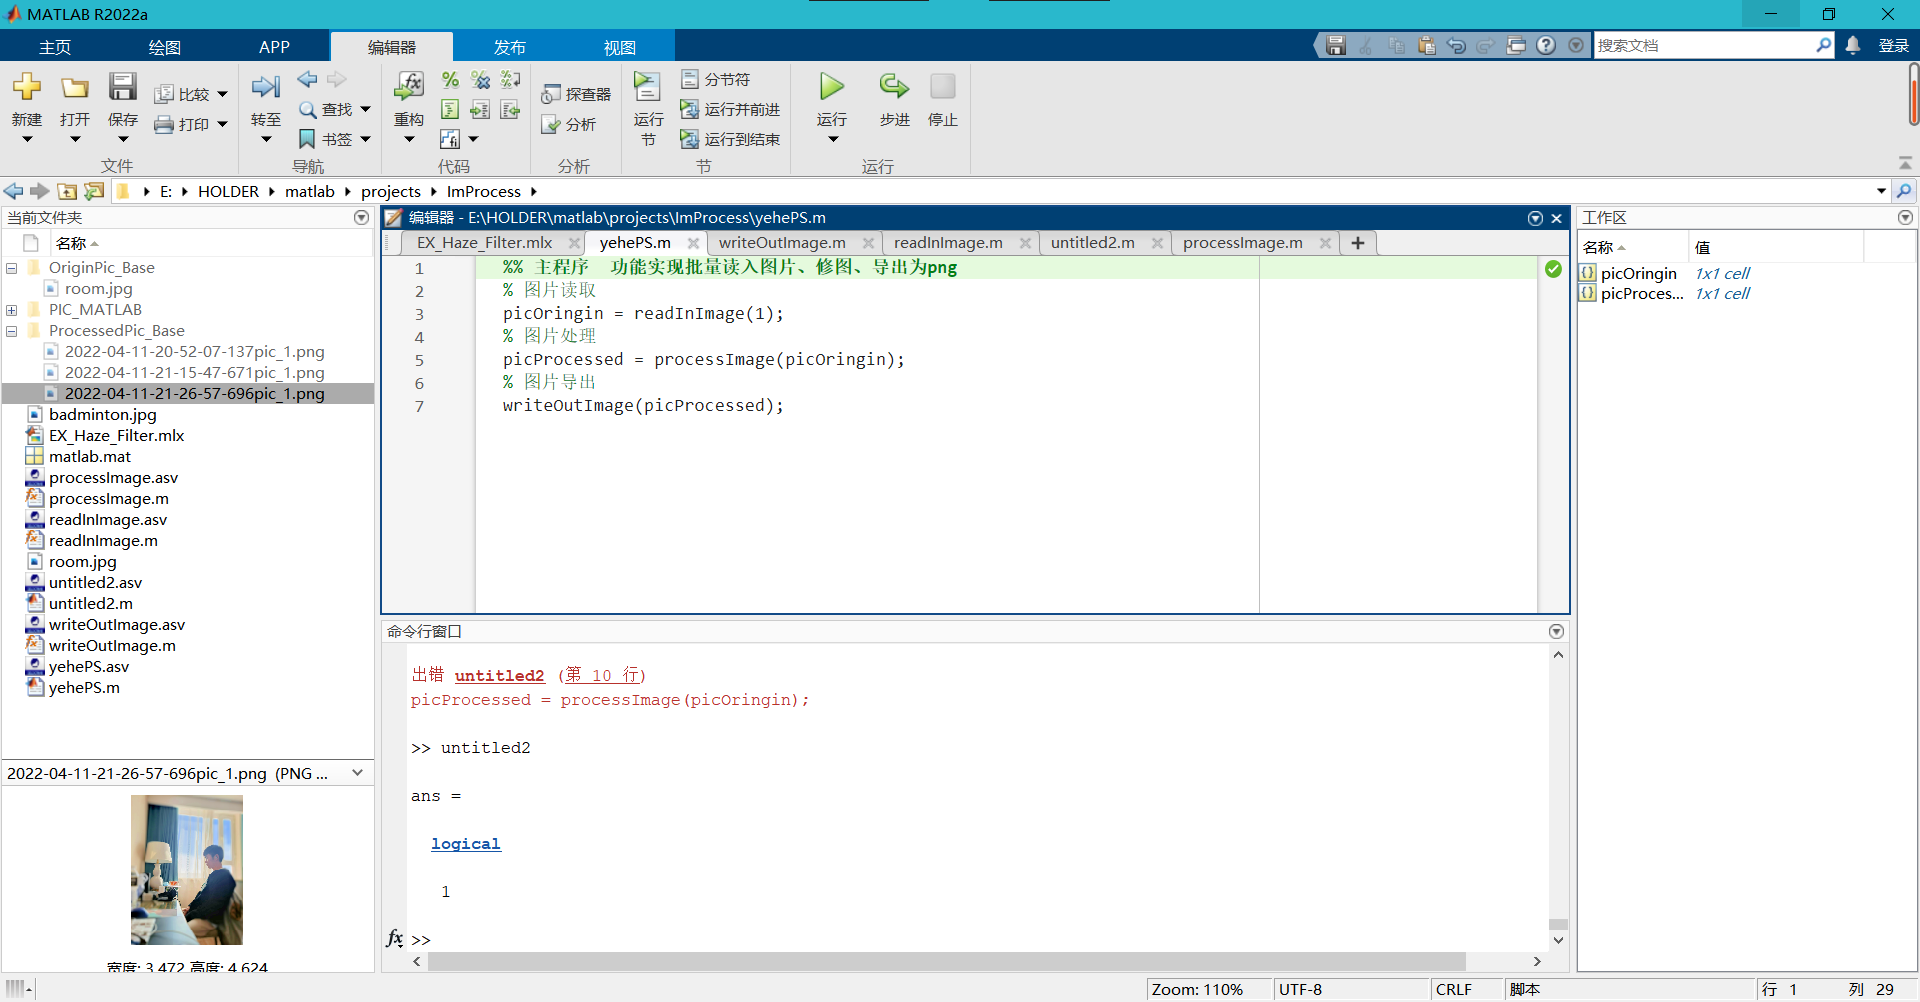 MATLAB R2022a
主页 绘图 APP 编辑器 发布 视图
搜索文档 登录
新建 打开 保存 比较 打印
文件
转至 查找 书签
导航
重构
代码
探查器
分析
分析
运行节 分节符
运行并前进
运行到结束
节
运行 步进 停止
运行
E: HOLDER matlab projects ImProcess
当前文件夹
名称
OriginPic_Base
room.jpg
PIC_MATLAB
ProcessedPic_Base
2022-04-11-20-52-07-137pic_1.png
2022-04-11-21-15-47-671pic_1.png
2022-04-11-21-26-57-696pic_1.png
badminton.jpg
EX_Haze_Filter.mlx
matlab.mat
processImage.asv
processImage.m
readInImage.asv
readInImage.m
room.jpg
untitled2.asv
untitled2.m
writeOutImage.asv
writeOutImage.m
yehePS.asv
yehePS.m
2022-04-11-21-26-57-696pic_1.png (PNG ...
宽度: 3,472 高度: 4,624
编辑器 - E:\HOLDER\matlab\projects\ImProcess\yehePS.m
EX_Haze_Filter.mlx yehePS.m writeOutImage.m readInImage.m untitled2.m processImage.m
1 %% 主程序 功能实现批量读入图片、修图、导出为png
2 % 图片读取
3 picOringin = readInImage(1);
4 % 图片处理
5 picProcessed = processImage(picOringin);
6 % 图片导出
7 writeOutImage(picProcessed);
命令行窗口
出错 untitled2 (第 10 行)
picProcessed = processImage(picOringin);
>> untitled2
ans =
logical
1
fx >>
工作区
名称 值
picOringin 1x1 cell
picProces... 1x1 cell
Zoom: 110% UTF-8 CRLF 脚本 行 1 列 29